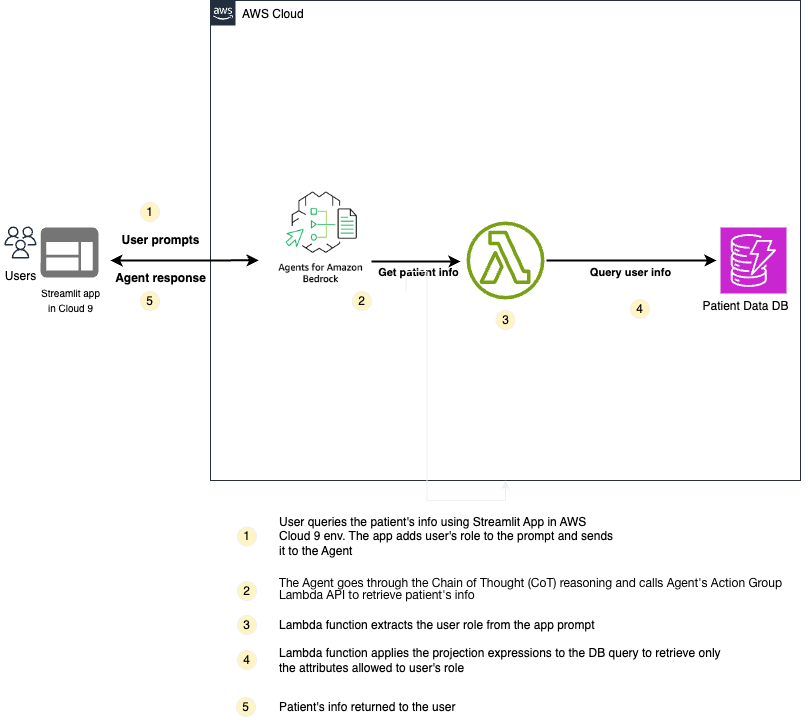 aws
AWS Cloud
1
User prompts
Users
Streamlit app
in Cloud 9
Agent response
5
Agents for Amazon
Bedrock
2
Get patient info
3
Query user info
4
Patient Data DB
1
User queries the patient's info using Streamlit App in AWS
Cloud 9 env. The app adds user's role to the prompt and sends
it to the Agent
2
The Agent goes through the Chain of Thought (CoT) reasoning and calls Agent's Action Group
Lambda API to retrieve patient's info
3
Lambda function extracts the user role from the app prompt
4
Lambda function applies the projection expressions to the DB query to retrieve only
the attributes allowed to user's role
5
Patient's info returned to the user